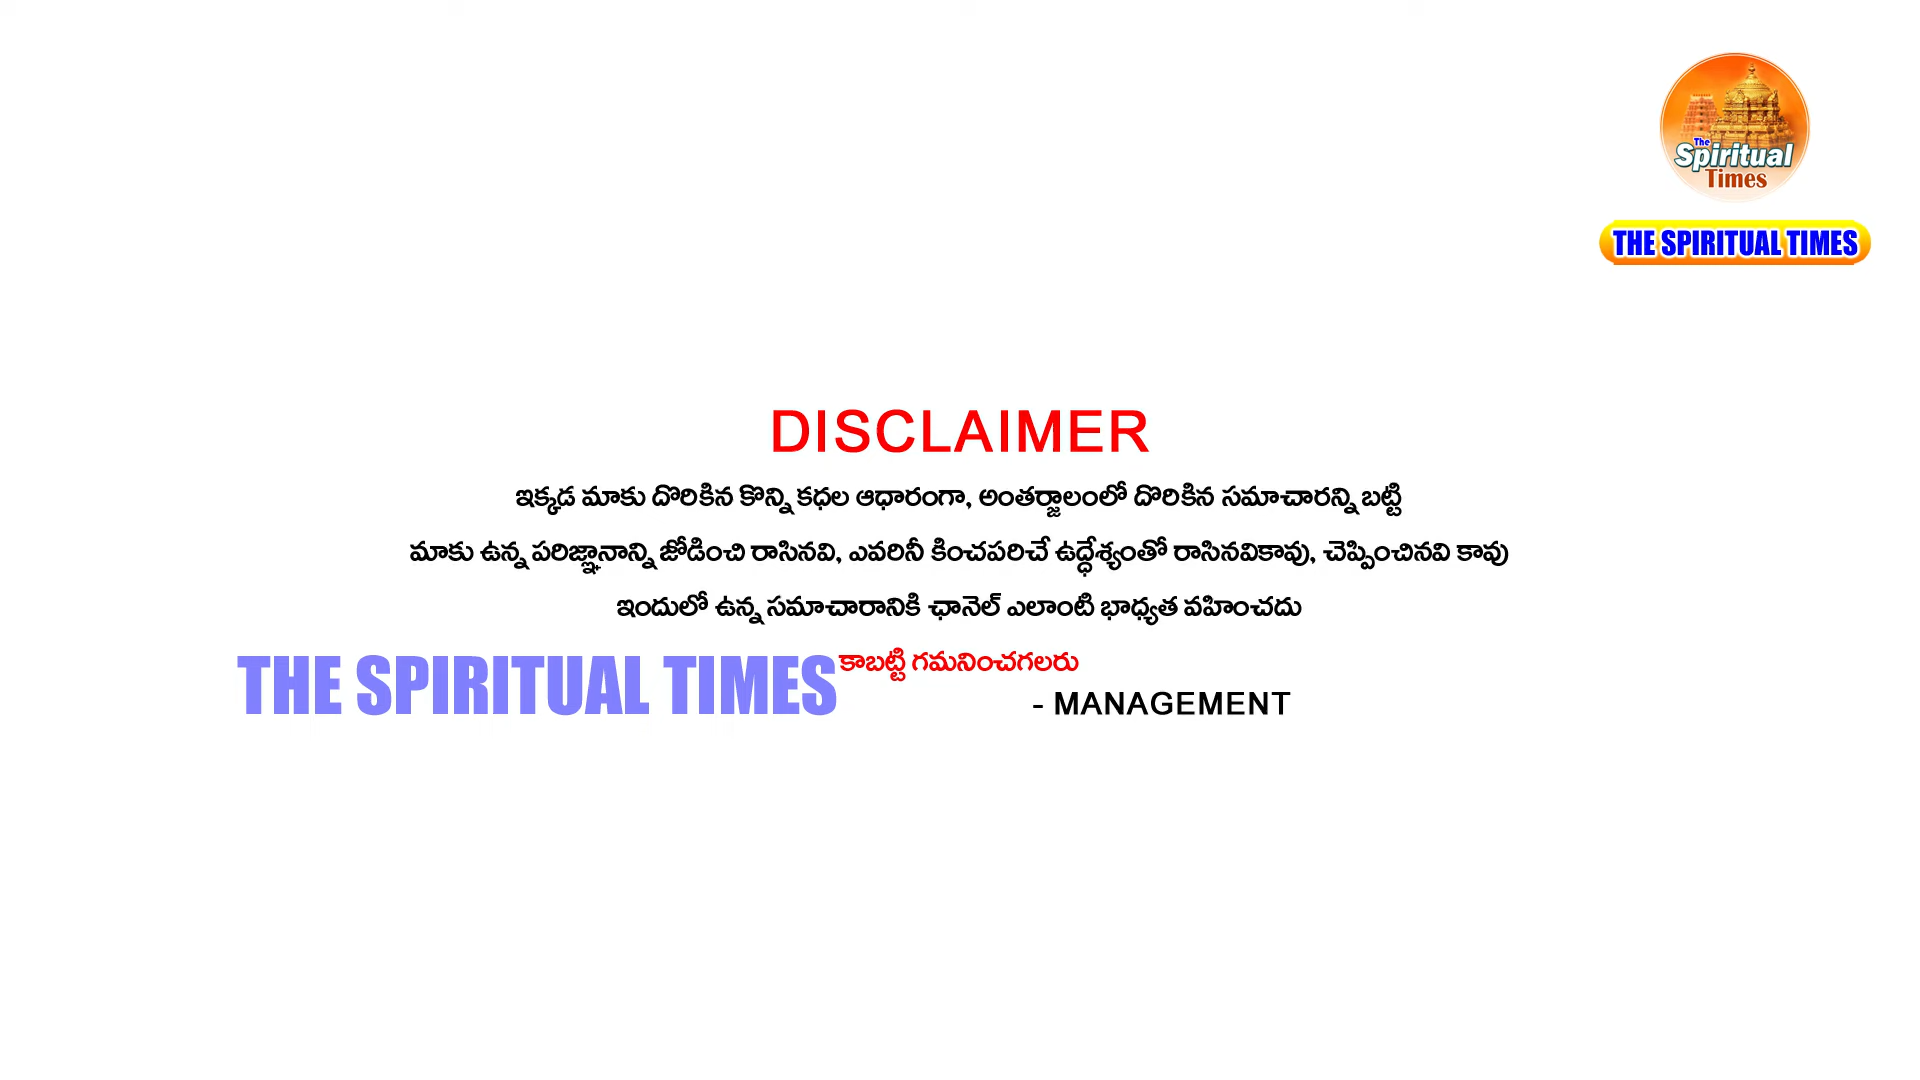 The
Spiritual
Times
THE SPIRITUAL TIMES
DISCLAIMER
ఇక్కడ మాకు దొరికిన కొన్ని కధల ఆధారంగా, అంతర్జాలంలో దొరికిన సమాచారన్ని బట్టి
మాకు ఉన్న పరిజ్ఞానాన్ని జోడించి రాసినవి, ఎవరినీ కించపరిచే ఉద్ధేశ్యంతో రాసినవికావు, చెప్పించినవి కావు
ఇందులో ఉన్న సమాచారానికి ఛానెల్ ఎలాంటి భాధ్యత వహించదు
కాబట్టి గమనించగలరు
THE SPIRITUAL TIMES
- MANAGEMENT